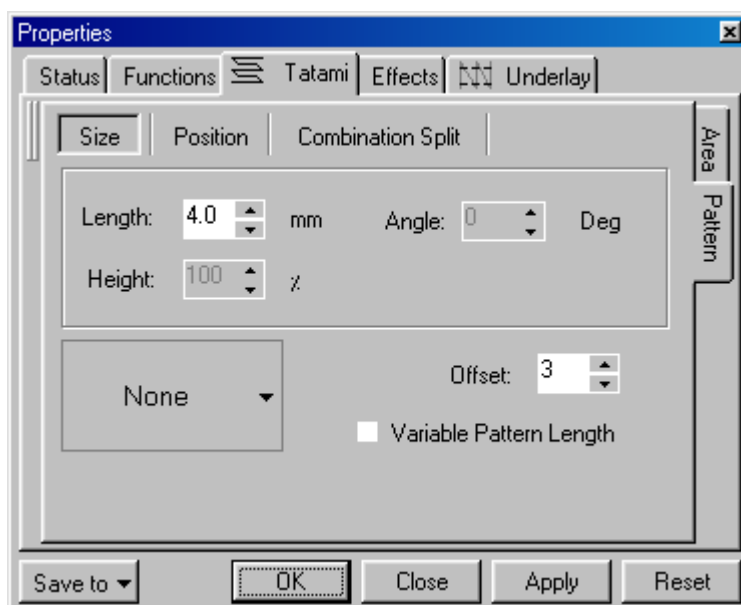 Properties
Status Functions Tatami Effects Underlay
Size Position Combination Split
Area
Pattern
Length: 4.0 mm Angle: 0 Deg
Height: 100 %
None
Offset: 3
Variable Pattern Length
Save to OK Close Apply Reset